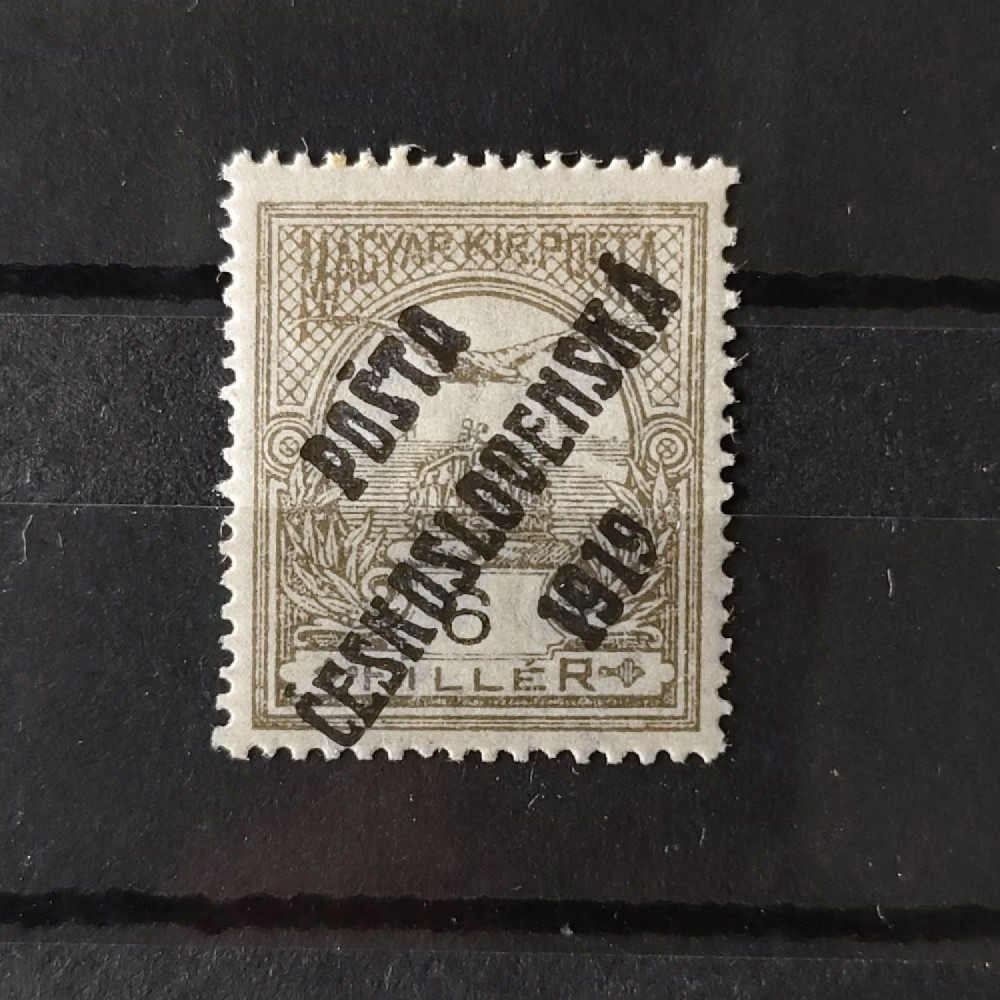 MAGYAR KIR. POSTA
POŠTA
ČESKOSLOVENSKÁ
1919
6
FILLÉR